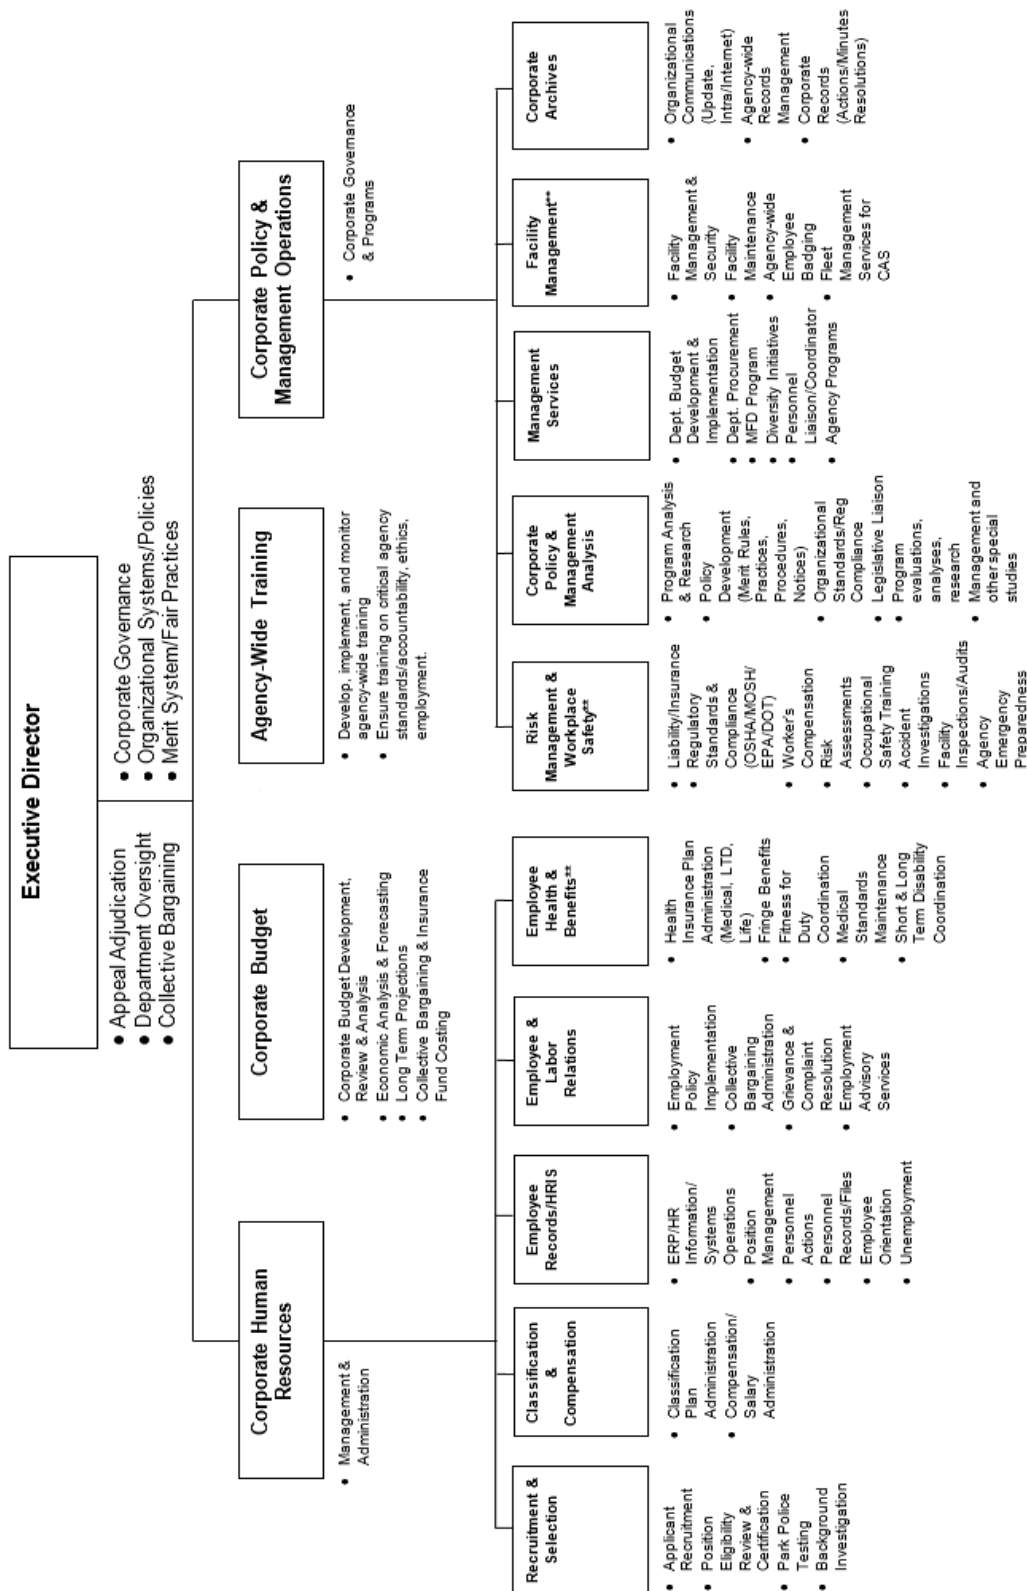 Executive Director
● Appeal Adjudication
● Department Oversight
● Collective Bargaining
● Corporate Governance
● Organizational Systems/Policies
● Merit System/Fair Practices
Corporate Human
Resources
● Management &
Administration
Corporate Budget
● Corporate Budget Development,
Review & Analysis
● Economic Analysis & Forecasting
● Long Term Projections
● Collective Bargaining & Insurance
Fund Costing
Agency-Wide Training
● Develop, implement, and monitor
agency-wide training
● Ensure training on critical agency
standards/accountability, ethics,
employment.
Corporate Policy &
Management Operations
● Corporate Governance
& Programs
Recruitment &
Selection
● Applicant
Recruitment
● Position
Eligibility
Review &
Certification
● Park Police
Testing
● Background
Investigation
Classification
&
Compensation
● Classification
Plan
Administration
● Compensation/
Salary
Administration
Employee
Records/HRIS
● ERP/HR
Information/
Systems
Operations
● Position
Management
● Personnel
Actions
● Personnel
Records/Files
● Employee
Orientation
● Unemployment
Employee &
Labor
Relations
● Employment
Policy
Implementation
● Collective
Bargaining
Administration
● Grievance &
Complaint
Resolution
● Employment
Advisory
Services
Employee
Health &
Benefits**
● Health
Insurance Plan
Administration
(Medical, LTD,
Life)
● Fringe Benefits
● Fitness for
Duty
Coordination
● Medical
Standards
Maintenance
● Short & Long
Term Disability
Coordination
Risk
Management &
Workplace
Safety**
● Liability/Insurance
● Regulatory
Standards &
Compliance
(OSHA/MOSH/
EPA/DOT)
● Worker's
Compensation
● Risk
Assessments
● Occupational
Safety Training
● Accident
Investigations
● Facility
Inspections/Audits
● Agency
Emergency
Preparedness
Corporate
Policy &
Management
Analysis
● Program Analysis
& Research
● Policy
Development
(Merit Rules,
Practices,
Procedures,
Notices)
● Organizational
Standards/Reg
Compliance
● Legislative Liaison
● Program
evaluations,
analyses,
research
● Management and
other special
studies
Management
Services
● Dept. Budget
Development &
Implementation
● Dept. Procurement
● MFD Program
● Diversity Initiatives
● Personnel
Liaison/Coordinator
● Agency Programs
Facility
Management**
● Facility
Management &
Security
● Facility
Maintenance
● Agency-wide
Employee
Badging
● Fleet
Management
Services for
CAS
Corporate
Archives
● Organizational
Communications
(Update,
Intra/Internet)
● Agency-wide
Records
Management
● Corporate
Records
(Actions/Minutes
Resolutions)